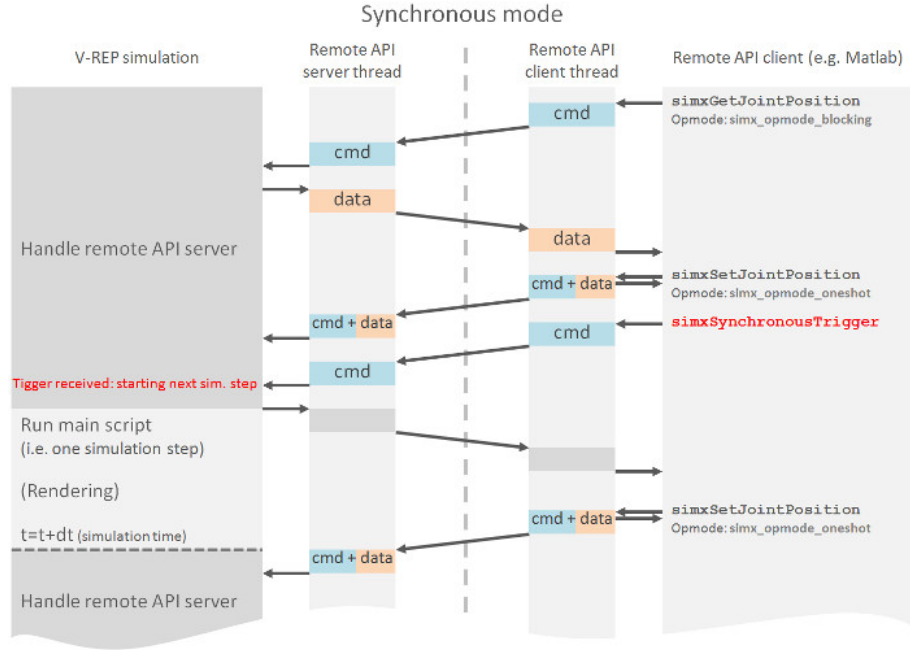 Synchronous mode
V-REP simulation
Remote API
server thread
Remote API
client thread
Remote API client (e.g. Matlab)
simxGetJointPosition
Opmode: simx_opmode_blocking
cmd
cmd
data
data
Handle remote API server
simxSetJointPosition
Opmode: simx_opmode_oneshot
cmd + data
cmd + data
simxSynchronousTrigger
cmd
cmd
Tigger received: starting next sim. step
Run main script
(i.e. one simulation step)
(Rendering)
simxSetJointPosition
Opmode: simx_opmode_oneshot
cmd + data
t=t+dt (simulation time)
cmd + data
Handle remote API server